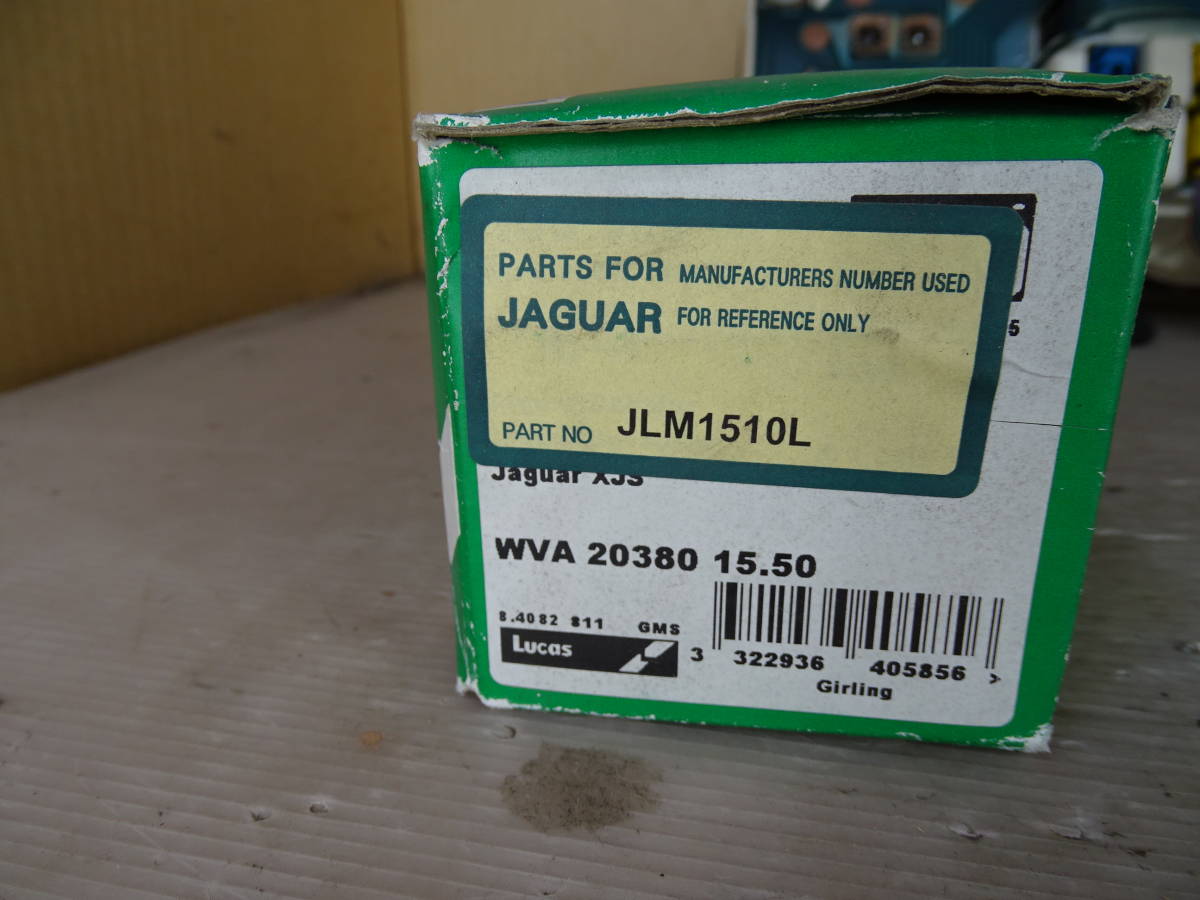 PARTS FOR MANUFACTURERS NUMBER USED
JAGUAR FOR REFERENCE ONLY
5
PART NO JLM1510L
Jaguar XJS
WVA 20380 15.50
8.4082 811 GMS
Lucas
3 322936 405856 >
Girling